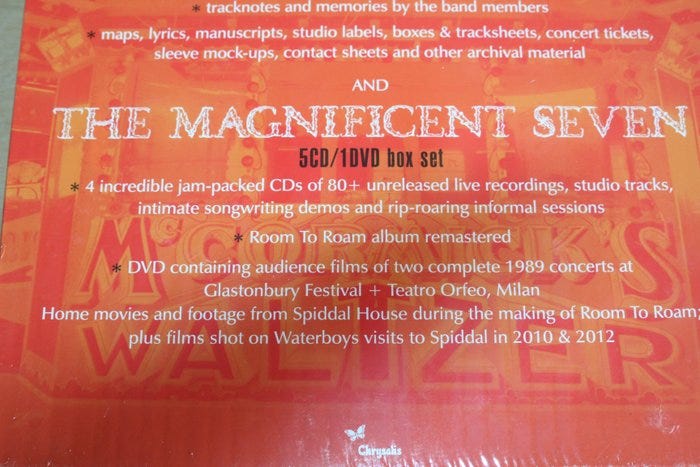 * tracknotes and memories by the band members
* maps, lyrics, manuscripts, studio labels, boxes & tracksheets, concert tickets,
sleeve mock-ups, contact sheets and other archival material
AND
THE MAGNIFICENT SEVEN
5CD/1DVD box set
* 4 incredible jam-packed CDs of 80+ unreleased live recordings, studio tracks,
intimate songwriting demos and rip-roaring informal sessions
* Room To Roam album remastered
McCORMICK'S
* DVD containing audience films of two complete 1989 concerts at
Glastonbury Festival + Teatro Orfeo, Milan
Home movies and footage from Spiddal House during the making of Room To Roam;
plus films shot on Waterboys visits to Spiddal in 2010 & 2012
WALTZER
Chrysalis